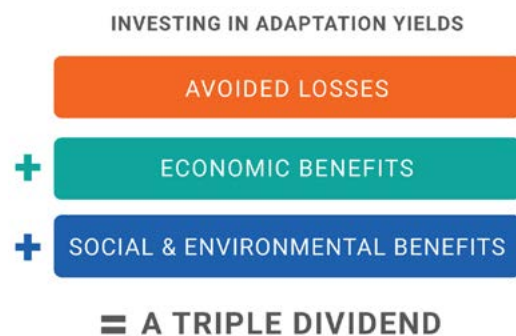 INVESTING IN ADAPTATION YIELDS
AVOIDED LOSSES
+ ECONOMIC BENEFITS
+ SOCIAL & ENVIRONMENTAL BENEFITS
= A TRIPLE DIVIDEND